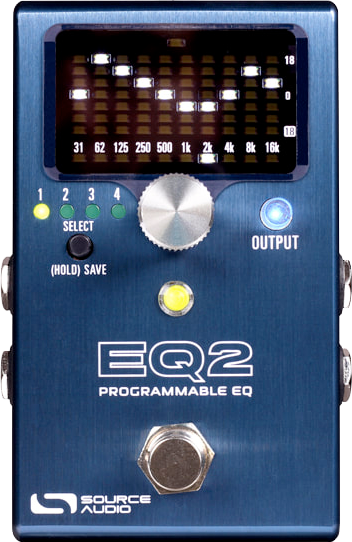 18
0
18
31 62 125 250 500 1k 2k 4k 8k 16k
1 2 3 4
SELECT
(HOLD) SAVE
OUTPUT
EQ2
PROGRAMMABLE EQ
SOURCE
AUDIO